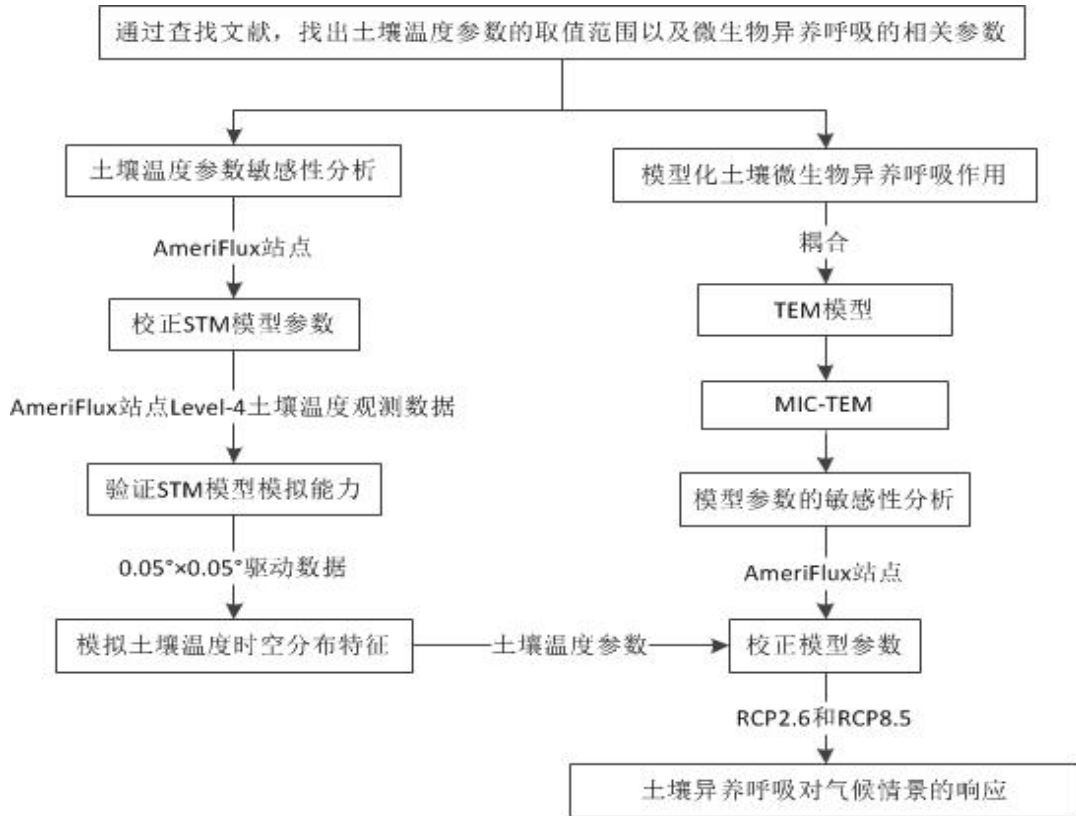 通过查找文献，找出土壤温度参数的取值范围以及微生物异养呼吸的相关参数
土壤温度参数敏感性分析
模型化土壤微生物异养呼吸作用
AmeriFlux站点
耦合
校正STM模型参数
TEM模型
AmeriFlux站点Level-4土壤温度观测数据
MIC-TEM
验证STM模型模拟能力
模型参数的敏感性分析
0.05°×0.05°驱动数据
AmeriFlux站点
模拟土壤温度时空分布特征
土壤温度参数
校正模型参数
RCP2.6和RCP8.5
土壤异养呼吸对气候情景的响应